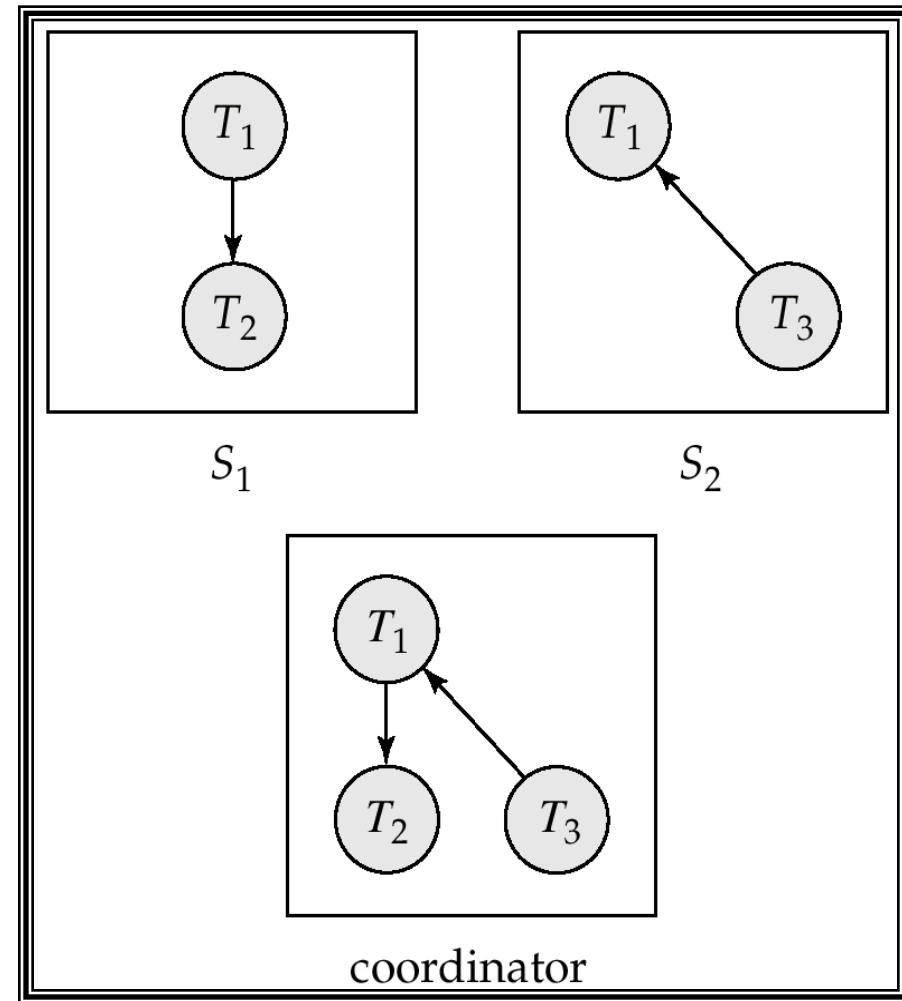 T₁
T₂
S₁
T₁
T₃
S₂
T₁
T₂
T₃
coordinator